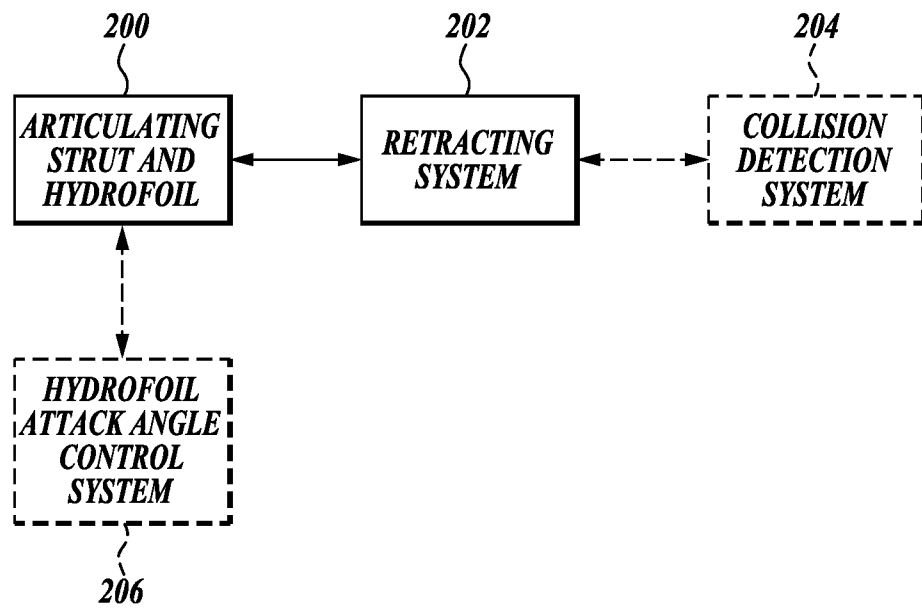 200
202
204
ARTICULATING
STRUT AND
HYDROFOIL
RETRACTING
SYSTEM
COLLISION
DETECTION
SYSTEM
HYDROFOIL
ATTACK ANGLE
CONTROL
SYSTEM
206